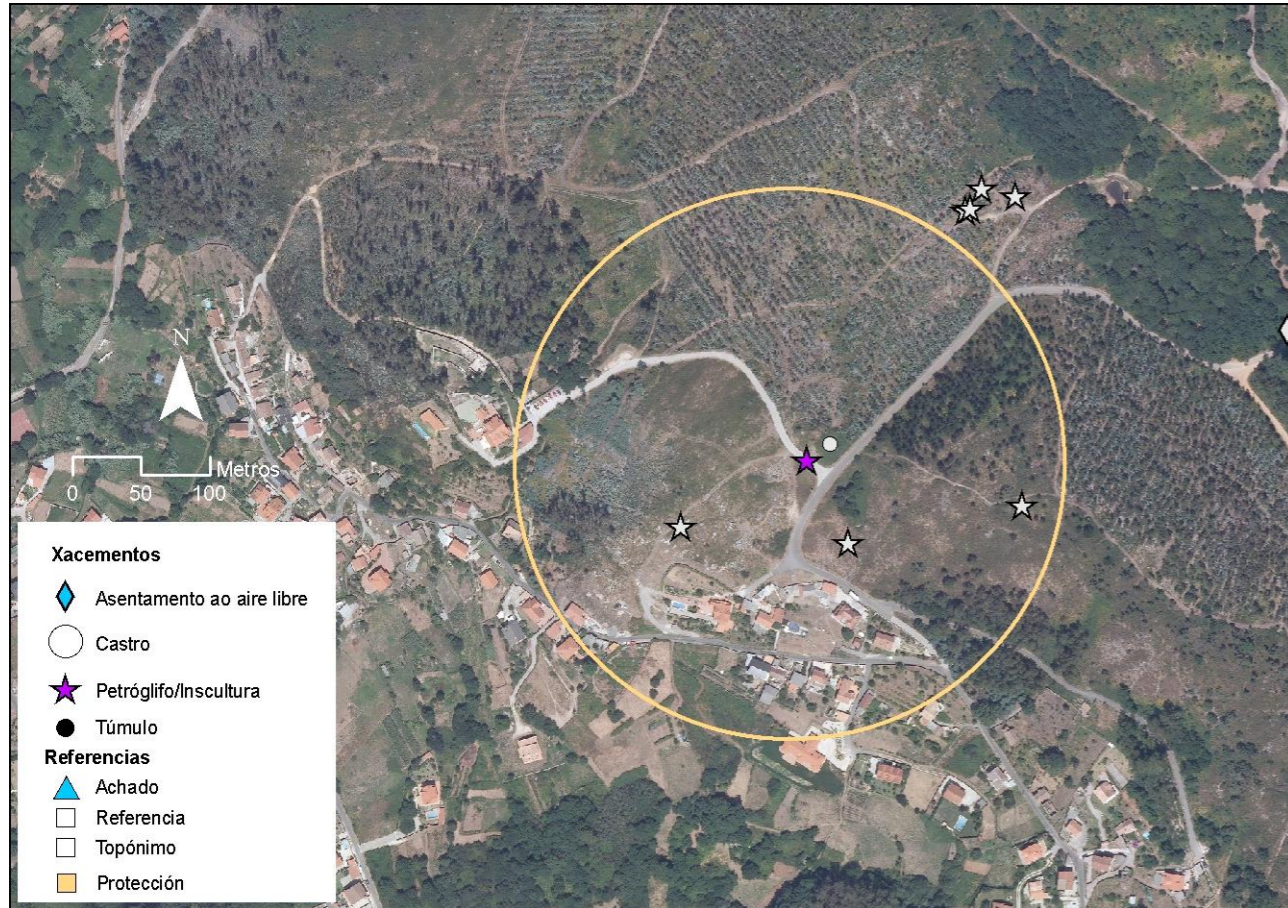 N
Metros
0 50 100
Xacementos
Asentamento ao aire libre
Castro
Petróglifo/Inscultura
Túmulo
Referencias
Achado
Referencia
Topónimo
Protección